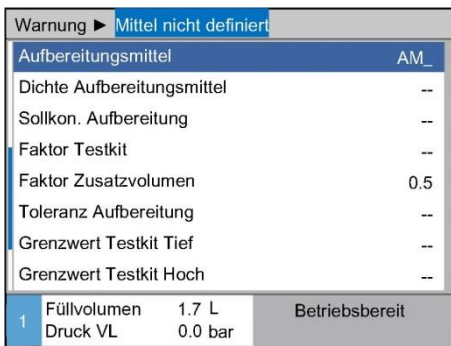 Warnung ► Mittel nicht definiert
Aufbereitungsmittel AM_
Dichte Aufbereitungsmittel --
Sollkon. Aufbereitung --
Faktor Testkit --
Faktor Zusatzvolumen 0.5
Toleranz Aufbereitung --
Grenzwert Testkit Tief --
Grenzwert Testkit Hoch --
1 Füllvolumen 1.7 L Betriebsbereit
Druck VL 0.0 bar